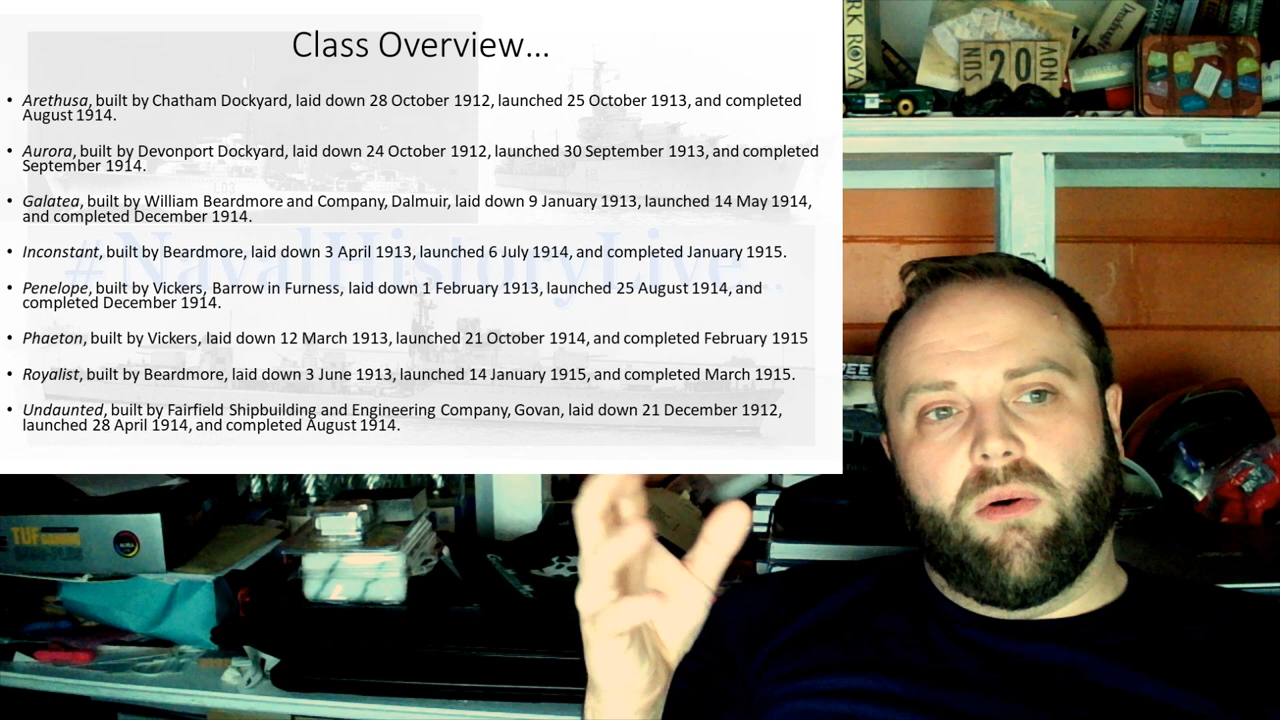 Class Overview...
• Arethusa, built by Chatham Dockyard, laid down 28 October 1912, launched 25 October 1913, and completed
August 1914.
• Aurora, built by Devonport Dockyard, laid down 24 October 1912, launched 30 September 1913, and completed
September 1914.
• Galatea, built by William Beardmore and Company, Dalmuir, laid down 9 January 1913, launched 14 May 1914,
and completed December 1914.
• Inconstant, built by Beardmore, laid down 3 April 1913, launched 6 July 1914, and completed January 1915.
• Penelope, built by Vickers, Barrow in Furness, laid down 1 February 1913, launched 25 August 1914, and
completed December 1914.
• Phaeton, built by Vickers, laid down 12 March 1913, launched 21 October 1914, and completed February 1915
• Royalist, built by Beardmore, laid down 3 June 1913, launched 14 January 1915, and completed March 1915.
• Undaunted, built by Fairfield Shipbuilding and Engineering Company, Govan, laid down 21 December 1912,
launched 28 April 1914, and completed August 1914.
#NavalHistoryLive
L03
RK ROYA
SUN
20
NOV
TUF GAMING
AURA